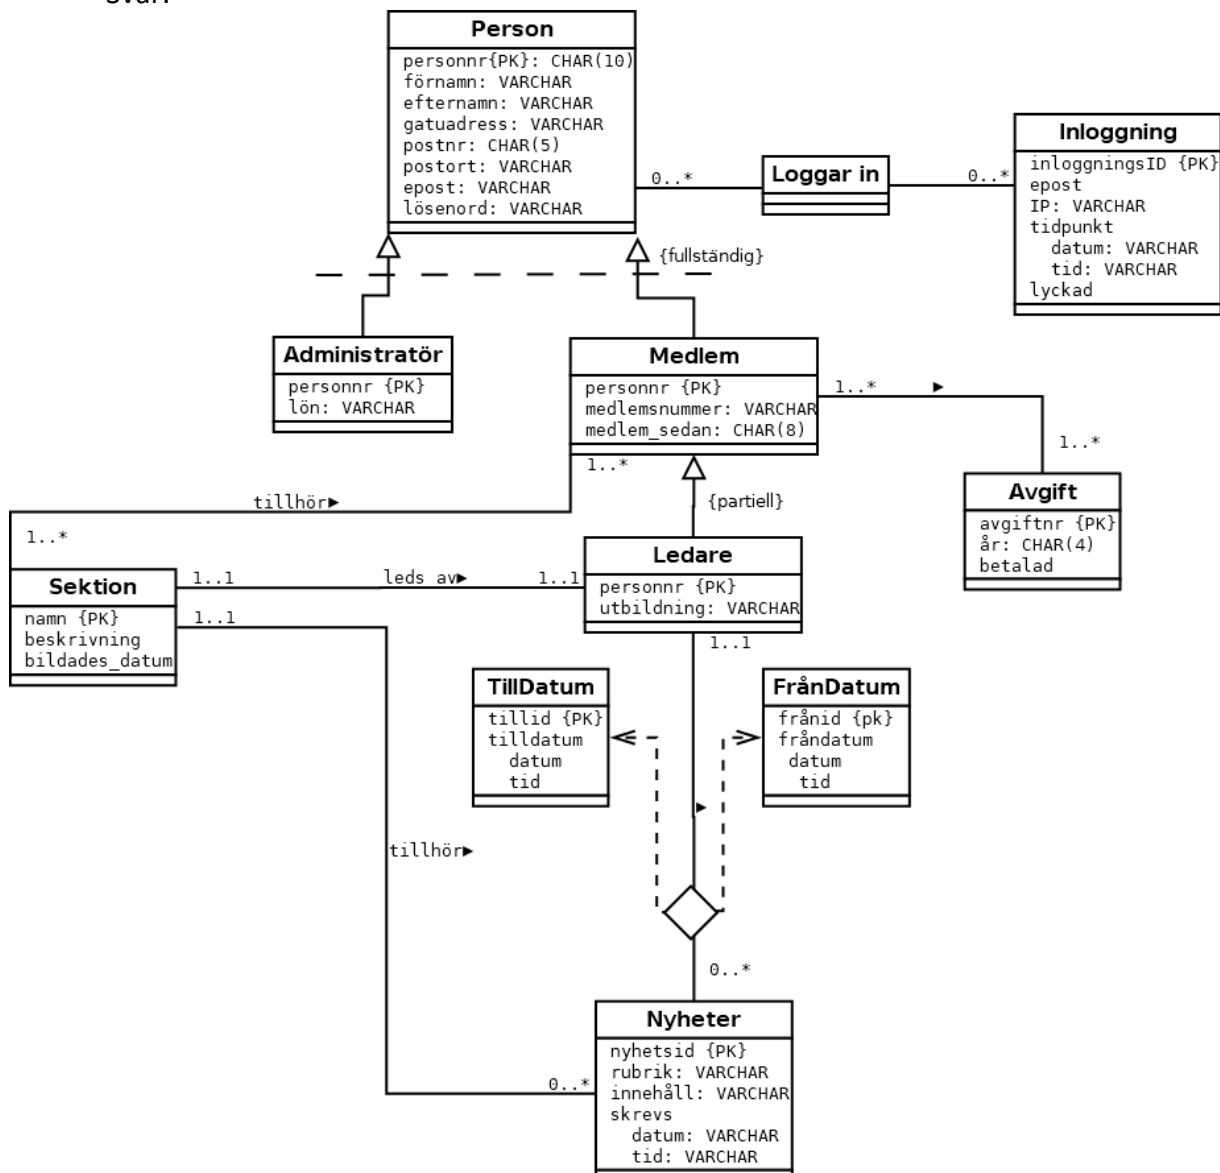 Person
personnr{PK}: CHAR(10)
förnamn: VARCHAR
efternamn: VARCHAR
gatuadress: VARCHAR
postnr: CHAR(5)
postort: VARCHAR
epost: VARCHAR
lösenord: VARCHAR
0..*
Loggar in
0..*
Inloggning
inloggningsID {PK}
epost
IP: VARCHAR
tidpunkt
datum: VARCHAR
tid: VARCHAR
lyckad
{fullständig}
Administratör
personnr {PK}
lön: VARCHAR
Medlem
personnr {PK}
medlemsnummer: VARCHAR
medlem_sedan: CHAR(8)
1..*
1..*
Avgift
avgiftnr {PK}
år: CHAR(4)
betalad
1..*
tillhör►
1..*
{partiell}
Sektion
namn {PK}
beskrivning
bildades_datum
1..1
leds av►
1..1
Ledare
personnr {PK}
utbildning: VARCHAR
1..1
1..1
TillDatum
tillid {PK}
tilldatum
datum
tid
FrånDatum
frånid {pk}
fråndatum
datum
tid
tillhör►
0..*
0..*
Nyheter
nyhetsid {PK}
rubrik: VARCHAR
innehåll: VARCHAR
skrevs
datum: VARCHAR
tid: VARCHAR